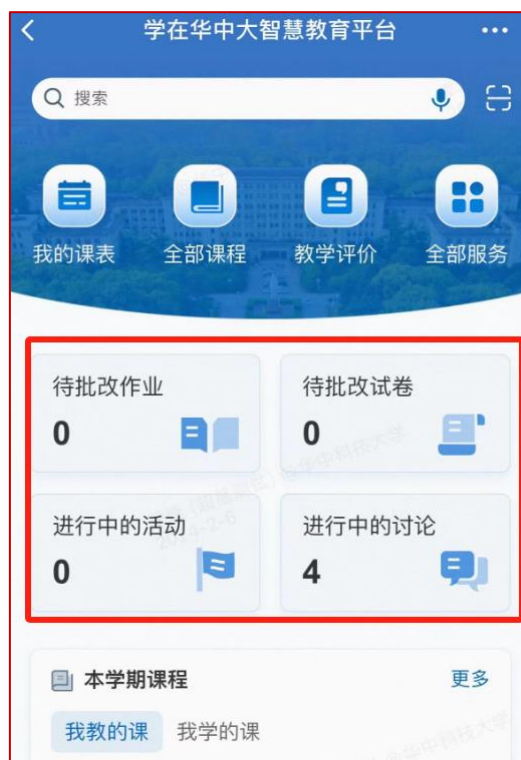 学在华中大智慧教育平台
搜索
我的课表 全部课程 教学评价 全部服务
待批改作业 待批改试卷
0 0
进行中的活动 进行中的讨论
0 4
本学期课程 更多
我教的课 我学的课